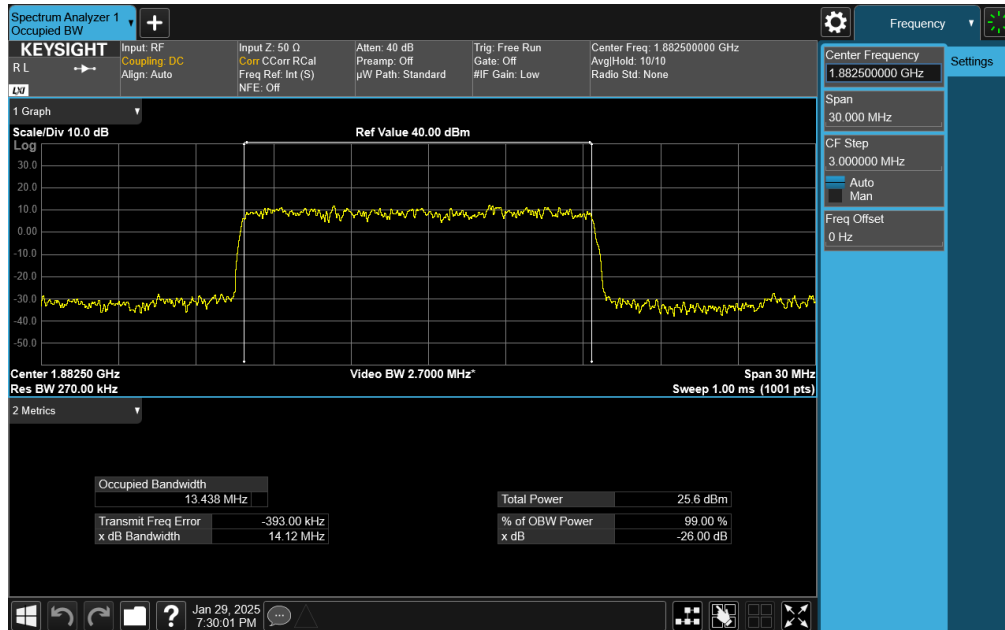 Spectrum Analyzer 1
Occupied BW
Frequency
KEYSIGHT
RL
LXI
Input: RF
Coupling: DC
Align: Auto
Input Z: 50 Ω
Corr CCorr RCal
Freq Ref: Int (S)
NFE: Off
Atten: 40 dB
Preamp: Off
µW Path: Standard
Trig: Free Run
Gate: Off
#IF Gain: Low
Center Freq: 1.882500000 GHz
Avg|Hold: 10/10
Radio Std: None
Center Frequency
1.882500000 GHz
Settings
Span
30.000 MHz
CF Step
3.000000 MHz
Auto
Man
Freq Offset
0 Hz
1 Graph
Scale/Div 10.0 dB
Ref Value 40.00 dBm
Log
30.0
20.0
10.0
0.00
-10.0
-20.0
-30.0
-40.0
-50.0
Center 1.88250 GHz
Video BW 2.7000 MHz*
Span 30 MHz
Res BW 270.00 kHz
Sweep 1.00 ms (1001 pts)
2 Metrics
Occupied Bandwidth
13.438 MHz
Total Power 25.6 dBm
Transmit Freq Error -393.00 kHz
% of OBW Power 99.00 %
x dB Bandwidth 14.12 MHz
x dB -26.00 dB
Jan 29, 2025
7:30:01 PM